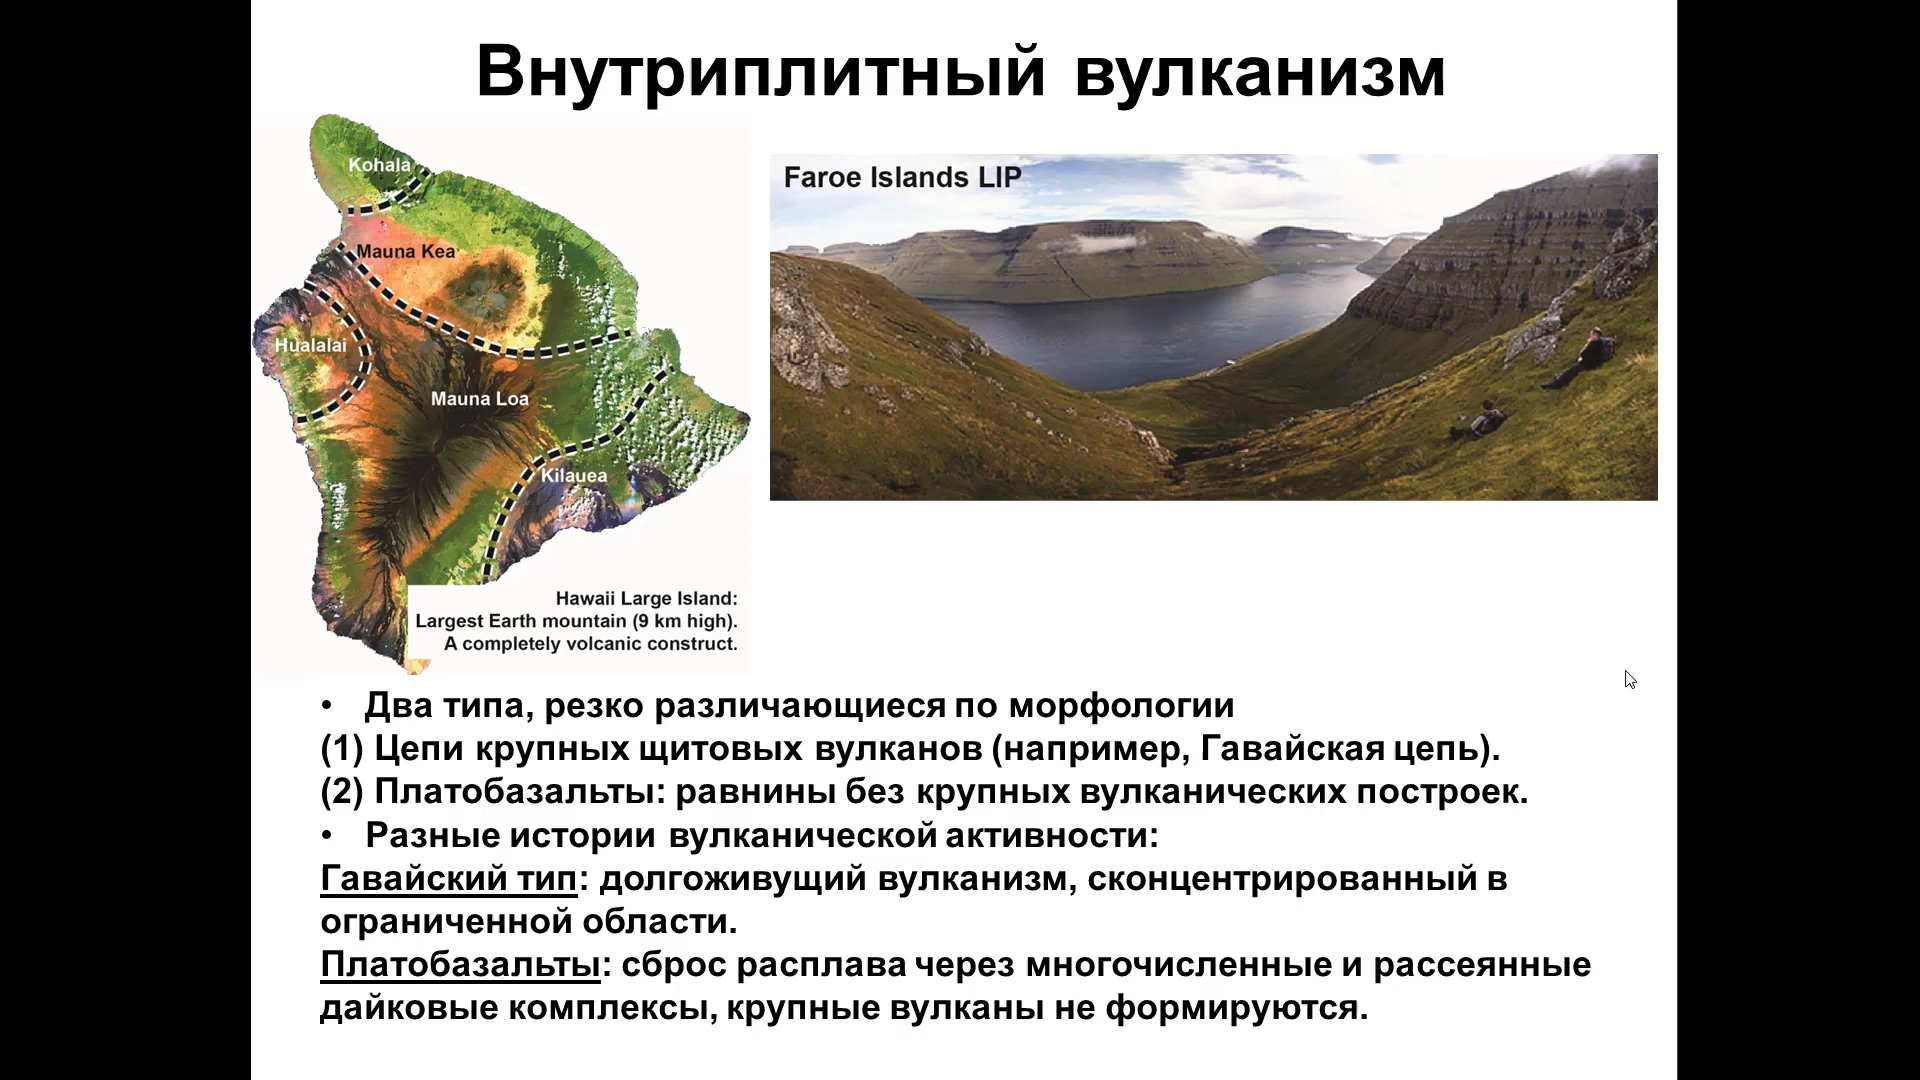 Внутриплитный вулканизм
Kohala
Mauna Kea
Hualalai
Mauna Loa
Kilauea
Hawaii Large Island:
Largest Earth mountain (9 km high).
A completely volcanic construct.
Faroe Islands LIP
• Два типа, резко различающиеся по морфологии
(1) Цепи крупных щитовых вулканов (например, Гавайская цепь).
(2) Платобазальты: равнины без крупных вулканических построек.
• Разные истории вулканической активности:
Гавайский тип: долгоживущий вулканизм, сконцентрированный в
ограниченной области.
Платобазальты: сброс расплава через многочисленные и рассеянные
дайковые комплексы, крупные вулканы не формируются.